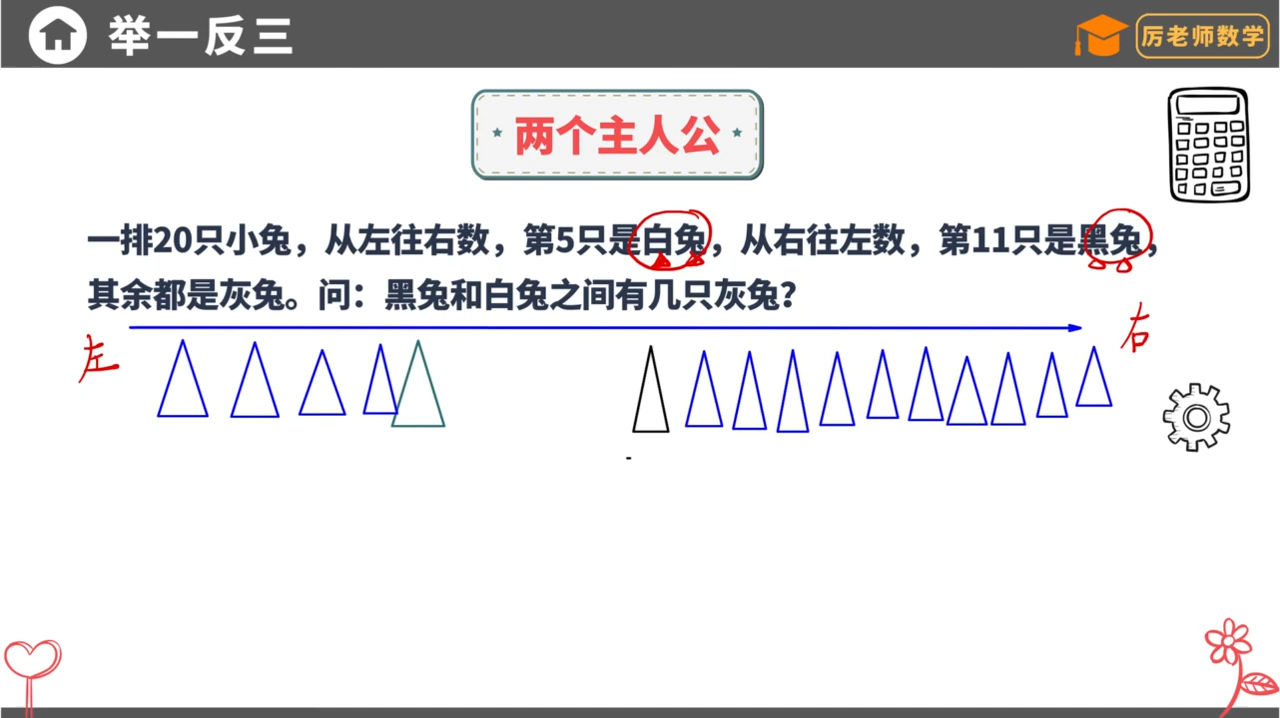 举一反三
厉老师数学
两个主人公
一排20只小兔，从左往右数，第5只是白兔，从右往左数，第11只是黑兔，
其余都是灰兔。问：黑兔和白兔之间有几只灰兔？
左
右